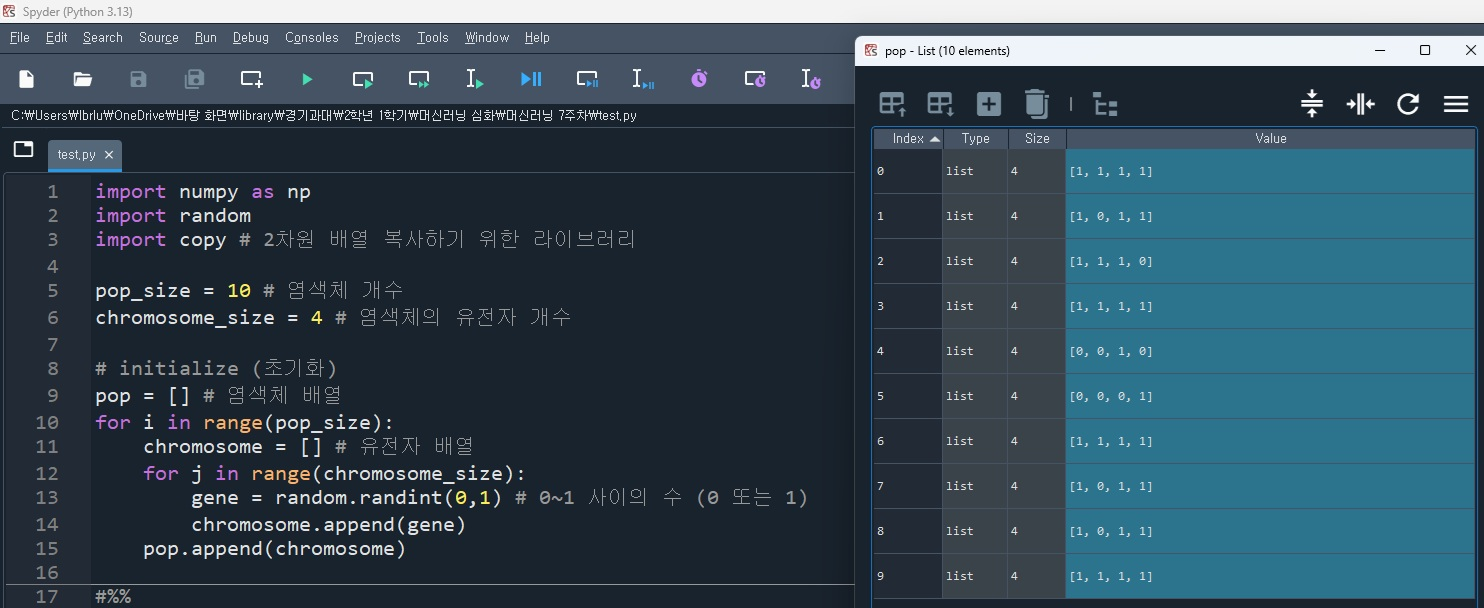 Spyder (Python 3.13)
File Edit Search Source Run Debug Consoles Projects Tools Window Help
C:₩Users₩lbrlu₩OneDrive₩바탕 화면₩library₩경기과대₩2학년 1학기₩머신러닝 심화₩머신러닝 7주차₩test.py
test.py
1 import numpy as np
2 import random
3 import copy # 2차원 배열 복사하기 위한 라이브러리
4
5 pop_size = 10 # 염색체 개수
6 chromosome_size = 4 # 염색체의 유전자 개수
7
8 # initialize (초기화)
9 pop = [] # 염색체 배열
10 for i in range(pop_size):
11     chromosome = [] # 유전자 배열
12     for j in range(chromosome_size):
13         gene = random.randint(0,1) # 0~1 사이의 수 (0 또는 1)
14         chromosome.append(gene)
15     pop.append(chromosome)
16
17 #%%
pop - List (10 elements)
Index Type Size Value
0 list 4 [1, 1, 1, 1]
1 list 4 [1, 0, 1, 1]
2 list 4 [1, 1, 1, 0]
3 list 4 [1, 1, 1, 1]
4 list 4 [0, 0, 1, 0]
5 list 4 [0, 0, 0, 1]
6 list 4 [1, 1, 1, 1]
7 list 4 [1, 0, 1, 1]
8 list 4 [1, 0, 1, 1]
9 list 4 [1, 1, 1, 1]